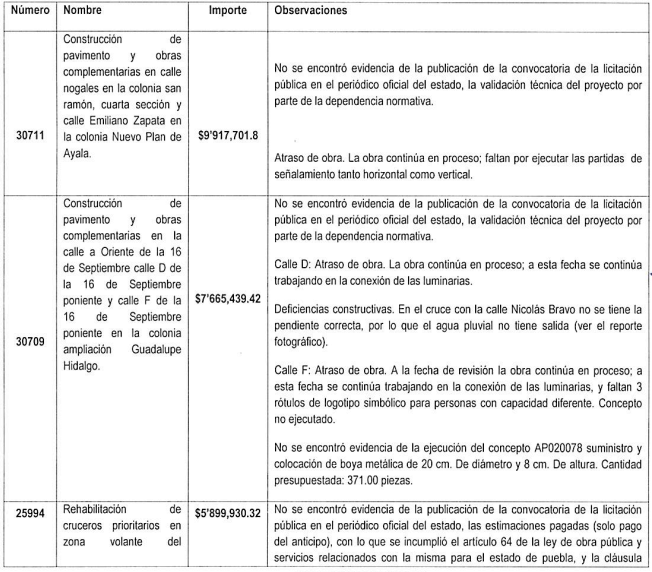 Número Nombre Importe Observaciones
Construcción de
pavimento y obras
complementarias en calle
nogales en la colonia san
ramón, cuarta sección y
calle Emiliano Zapata en
la colonia Nuevo Plan de
Ayala.
30711
$9'917,701.8
No se encontró evidencia de la publicación de la convocatoria de la licitación
pública en el periódico oficial del estado, la validación técnica del proyecto por
parte de la dependencia normativa.
Atraso de obra. La obra continúa en proceso; faltan por ejecutar las partidas de
señalamiento tanto horizontal como vertical.
30709
Construcción de
pavimento y obras
complementarias en la
calle a Oriente de la 16
de Septiembre calle D de
la 16 de Septiembre
poniente y calle F de la
16 de Septiembre
poniente en la colonia
ampliación Guadalupe
Hidalgo.
$7'665,439.42
No se encontró evidencia de la publicación de la convocatoria de la licitación
pública en el periódico oficial del estado, la validación técnica del proyecto por
parte de la dependencia normativa.
Calle D: Atraso de obra. La obra continúa en proceso; a esta fecha se continúa
trabajando en la conexión de las luminarias.
Deficiencias constructivas. En el cruce con la calle Nicolás Bravo no se tiene la
pendiente correcta, por lo que el agua pluvial no tiene salida (ver el reporte
fotográfico).
Calle F: Atraso de obra. A la fecha de revisión la obra continúa en proceso; a
esta fecha se continúa trabajando en la conexión de las luminarias, y faltan 3
rótulos de logotipo simbólico para personas con capacidad diferente. Concepto
no ejecutado.
No se encontró evidencia de la ejecución del concepto AP020078 suministro y
colocación de boya metálica de 20 cm. De diámetro y 8 cm. De altura. Cantidad
presupuestada: 371.00 piezas.
25994
Rehabilitación de
cruceros prioritarios en
zona volante del
$5'899,930.32
No se encontró evidencia de la publicación de la convocatoria de la licitación
pública en el periódico oficial del estado, las estimaciones pagadas (solo pago
del anticipo), con lo que se incumplió el artículo 64 de la ley de obra pública y
servicios relacionados con la misma para el estado de puebla, y la cláusula